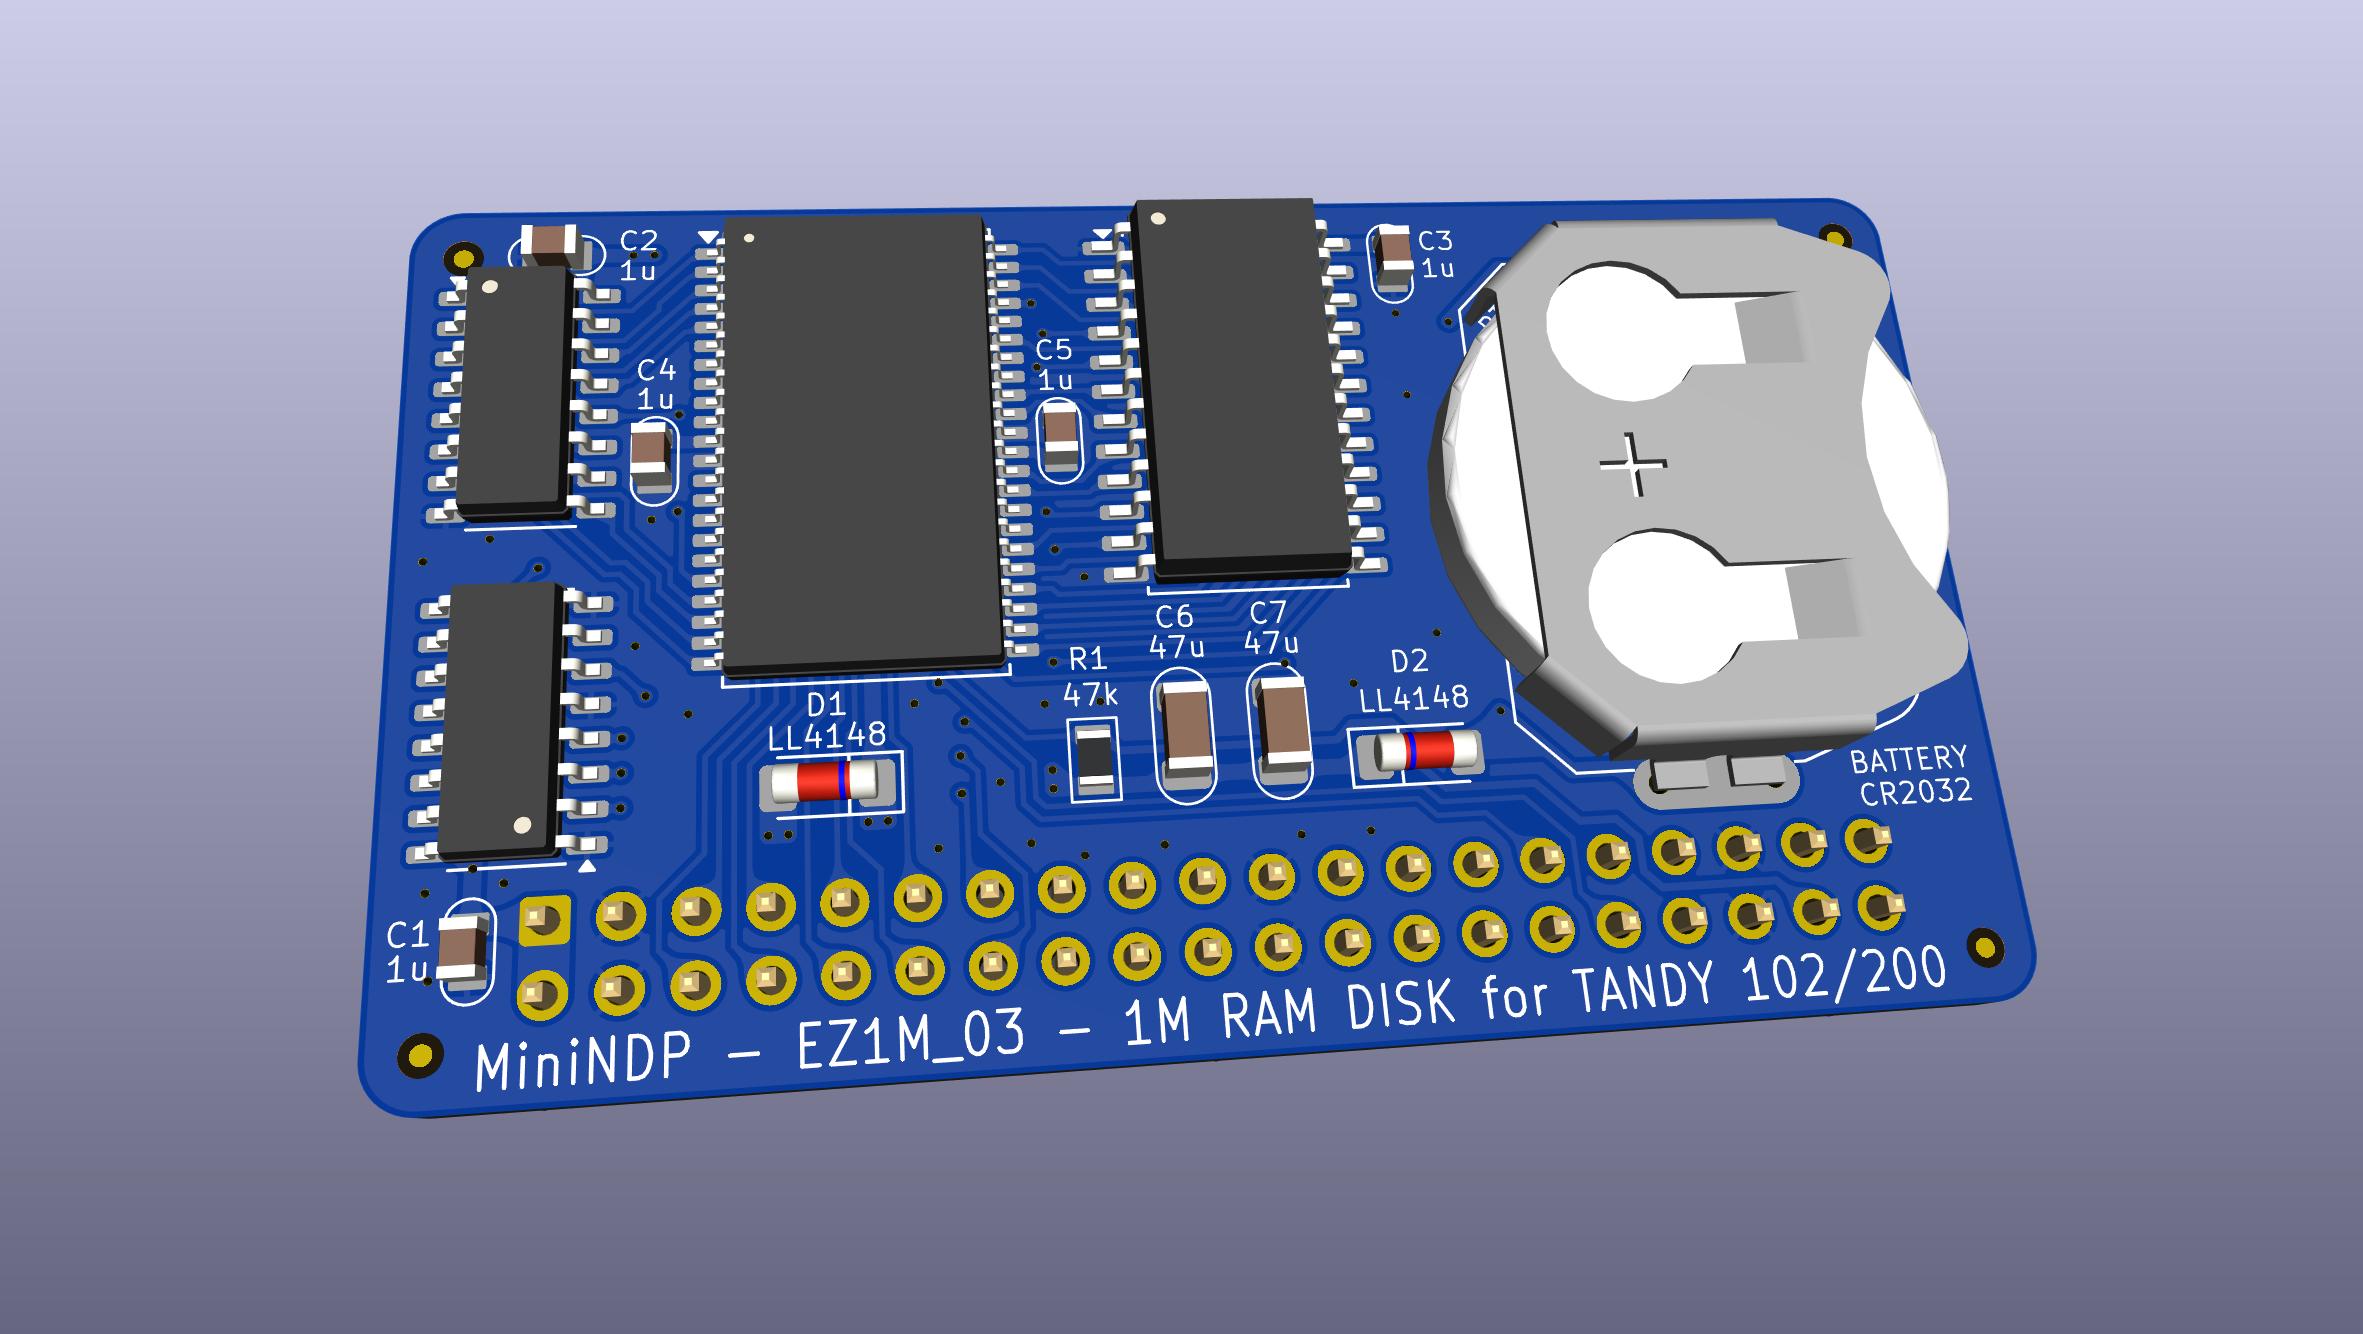 C2
1u
C3
1u
C5
1u
C4
1u
C6
47u
C7
47u
R1
47k
D2
LL4148
D1
LL4148
BATTERY
CR2032
C1
1u
MiniNDP - EZ1M_03 - 1M RAM DISK for TANDY 102/200